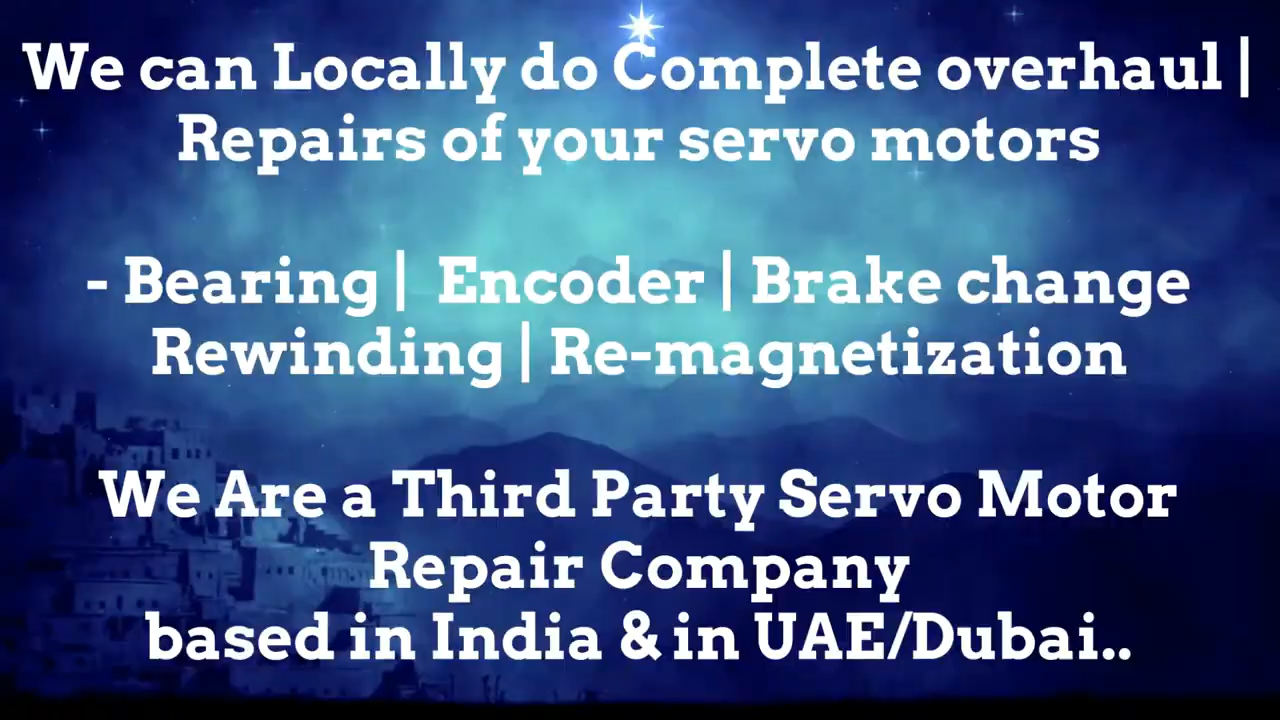 We can Locally do Complete overhaul |
Repairs of your servo motors
- Bearing | Encoder | Brake change
Rewinding | Re-magnetization
We Are a Third Party Servo Motor
Repair Company
based in India & in UAE/Dubai..